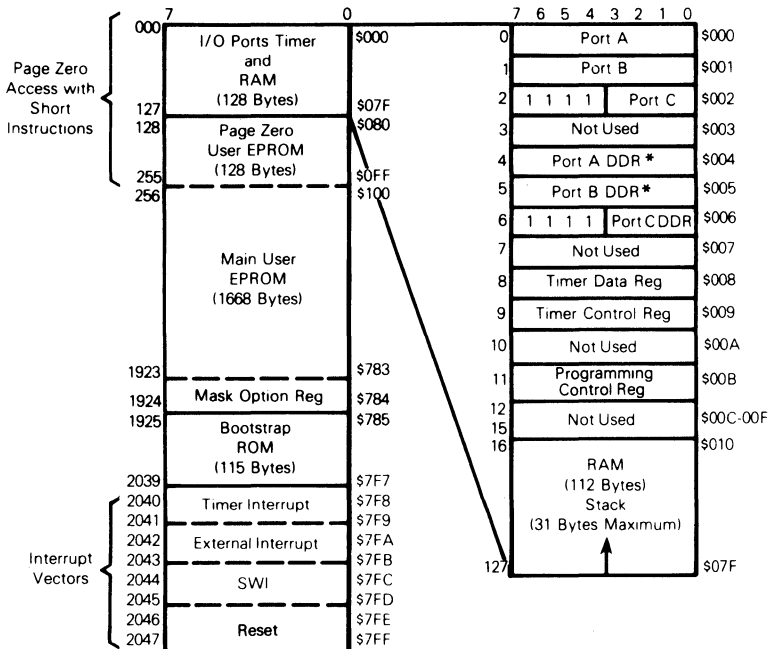 7 0
000 $000
I/O Ports Timer
and
RAM
(128 Bytes)
127 $07F
128 $080
Page Zero
User EPROM
(128 Bytes)
255 $0FF
256 $100
Main User
EPROM
(1668 Bytes)
1923 $783
1924 Mask Option Reg $784
1925 $785
Bootstrap
ROM
(115 Bytes)
2039 $7F7
2040 Timer Interrupt $7F8
2041 $7F9
2042 External Interrupt $7FA
2043 $7FB
2044 SWI $7FC
2045 $7FD
2046 $7FE
Reset
2047 $7FF
Page Zero
Access with
Short
Instructions
Interrupt
Vectors
7 6 5 4 3 2 1 0
0 Port A $000
1 Port B $001
2 1 1 1 1 Port C $002
3 Not Used $003
4 Port A DDR * $004
5 Port B DDR* $005
6 1 1 1 1 Port C DDR $006
7 Not Used $007
8 Timer Data Reg $008
9 Timer Control Reg $009
10 Not Used $00A
11 Programming
Control Reg $00B
12
Not Used $00C-00F
15
16 $010
RAM
(112 Bytes)
Stack
(31 Bytes Maximum)
127 $07F